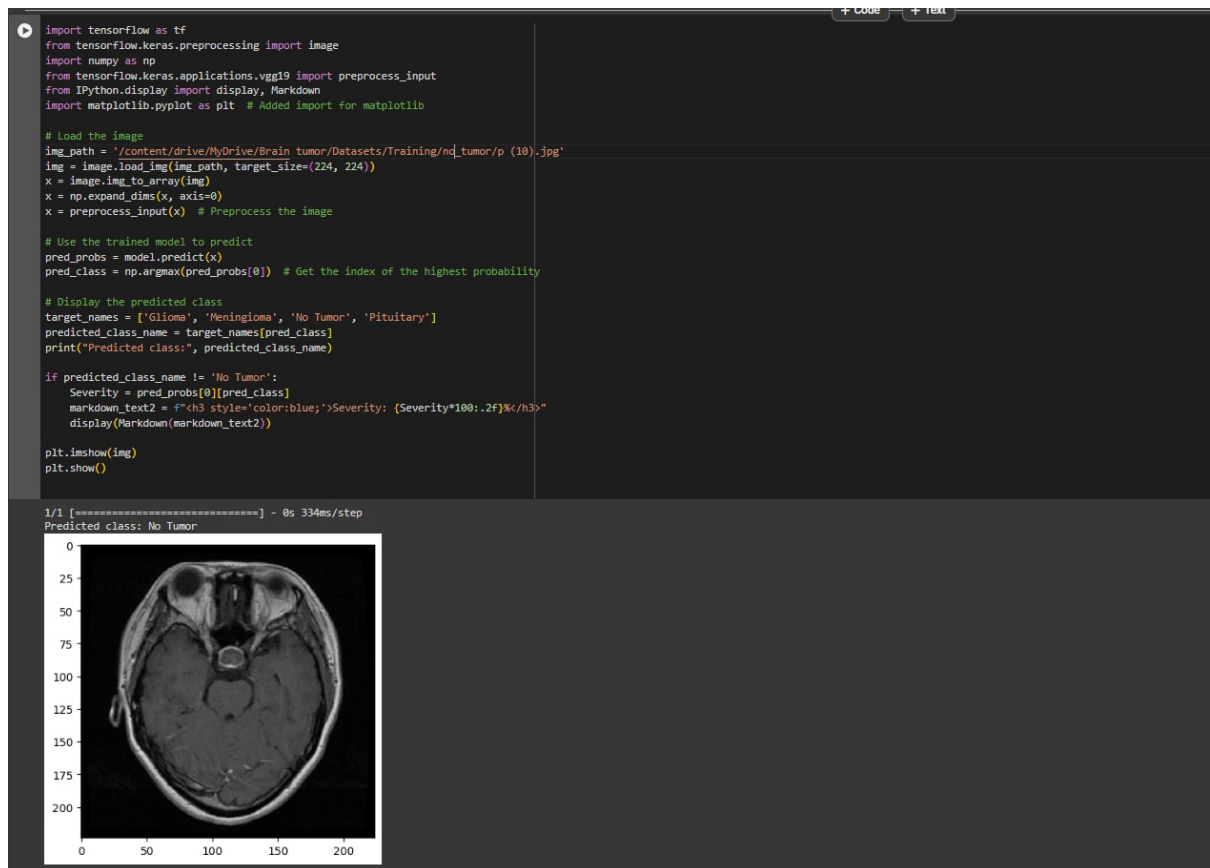 + Code + Text
import tensorflow as tf
from tensorflow.keras.preprocessing import image
import numpy as np
from tensorflow.keras.applications.vgg19 import preprocess_input
from IPython.display import display, Markdown
import matplotlib.pyplot as plt  # Added import for matplotlib
# Load the image
img_path = '/content/drive/MyDrive/Brain tumor/Datasets/Training/no_tumor/p (10).jpg'
img = image.load_img(img_path, target_size=(224, 224))
x = image.img_to_array(img)
x = np.expand_dims(x, axis=0)
x = preprocess_input(x)  # Preprocess the image
# Use the trained model to predict
pred_probs = model.predict(x)
pred_class = np.argmax(pred_probs[0])  # Get the index of the highest probability
# Display the predicted class
target_names = ['Glioma', 'Meningioma', 'No Tumor', 'Pituitary']
predicted_class_name = target_names[pred_class]
print("Predicted class:", predicted_class_name)
if predicted_class_name != 'No Tumor':
    Severity = pred_probs[0][pred_class]
    markdown_text2 = f"<h3 style='color:blue;'>Severity: {Severity*100:.2f}%</h3>"
    display(Markdown(markdown_text2))
plt.imshow(img)
plt.show()
1/1 [==============================] - 0s 334ms/step
Predicted class: No Tumor
0
25
50
75
100
125
150
175
200
0 50 100 150 200